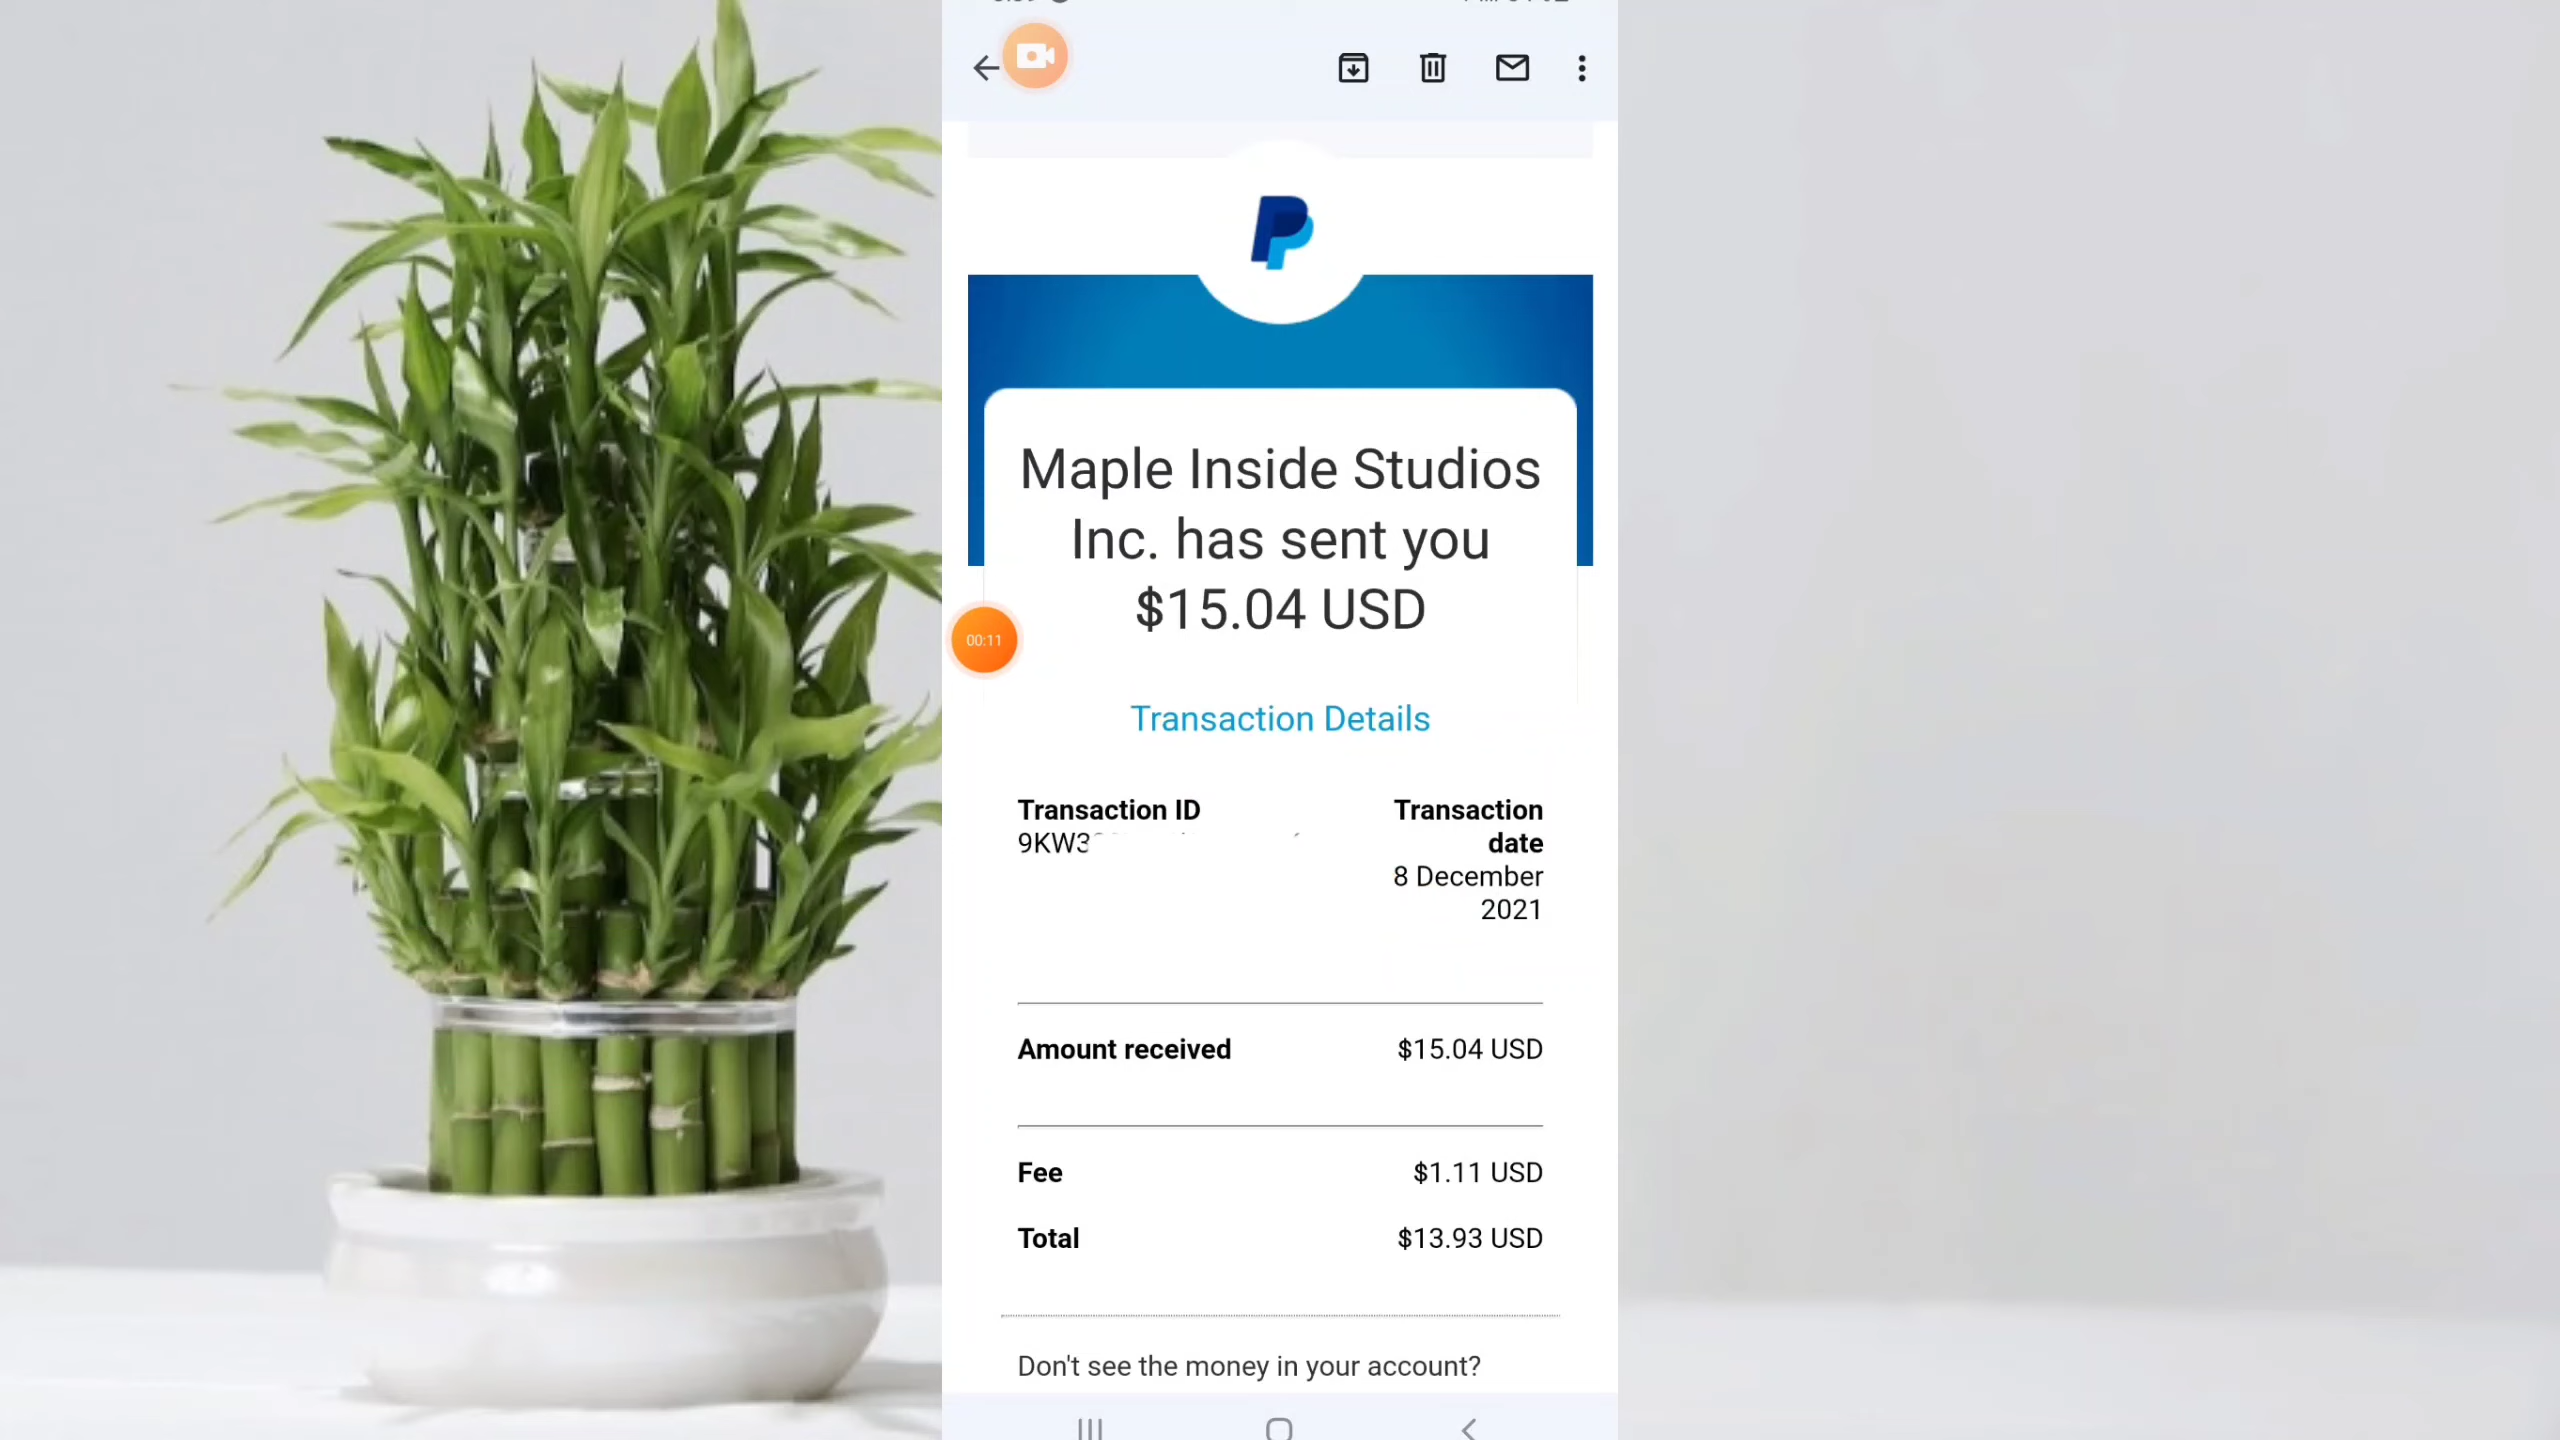 Maple Inside Studios
Inc. has sent you
$15.04 USD
00:11
Transaction Details
Transaction ID
Transaction
date
9KW3
8 December
2021
Amount received $15.04 USD
Fee $1.11 USD
Total $13.93 USD
Don't see the money in your account?